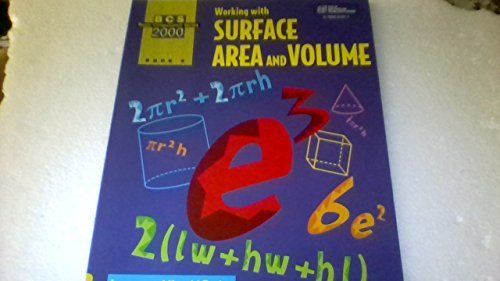 BCS
2000
Working with
SURFACE
AREA AND VOLUME
2πr² + 2πrh
e³
πr²h
6e²
2(lw+hw+hl)